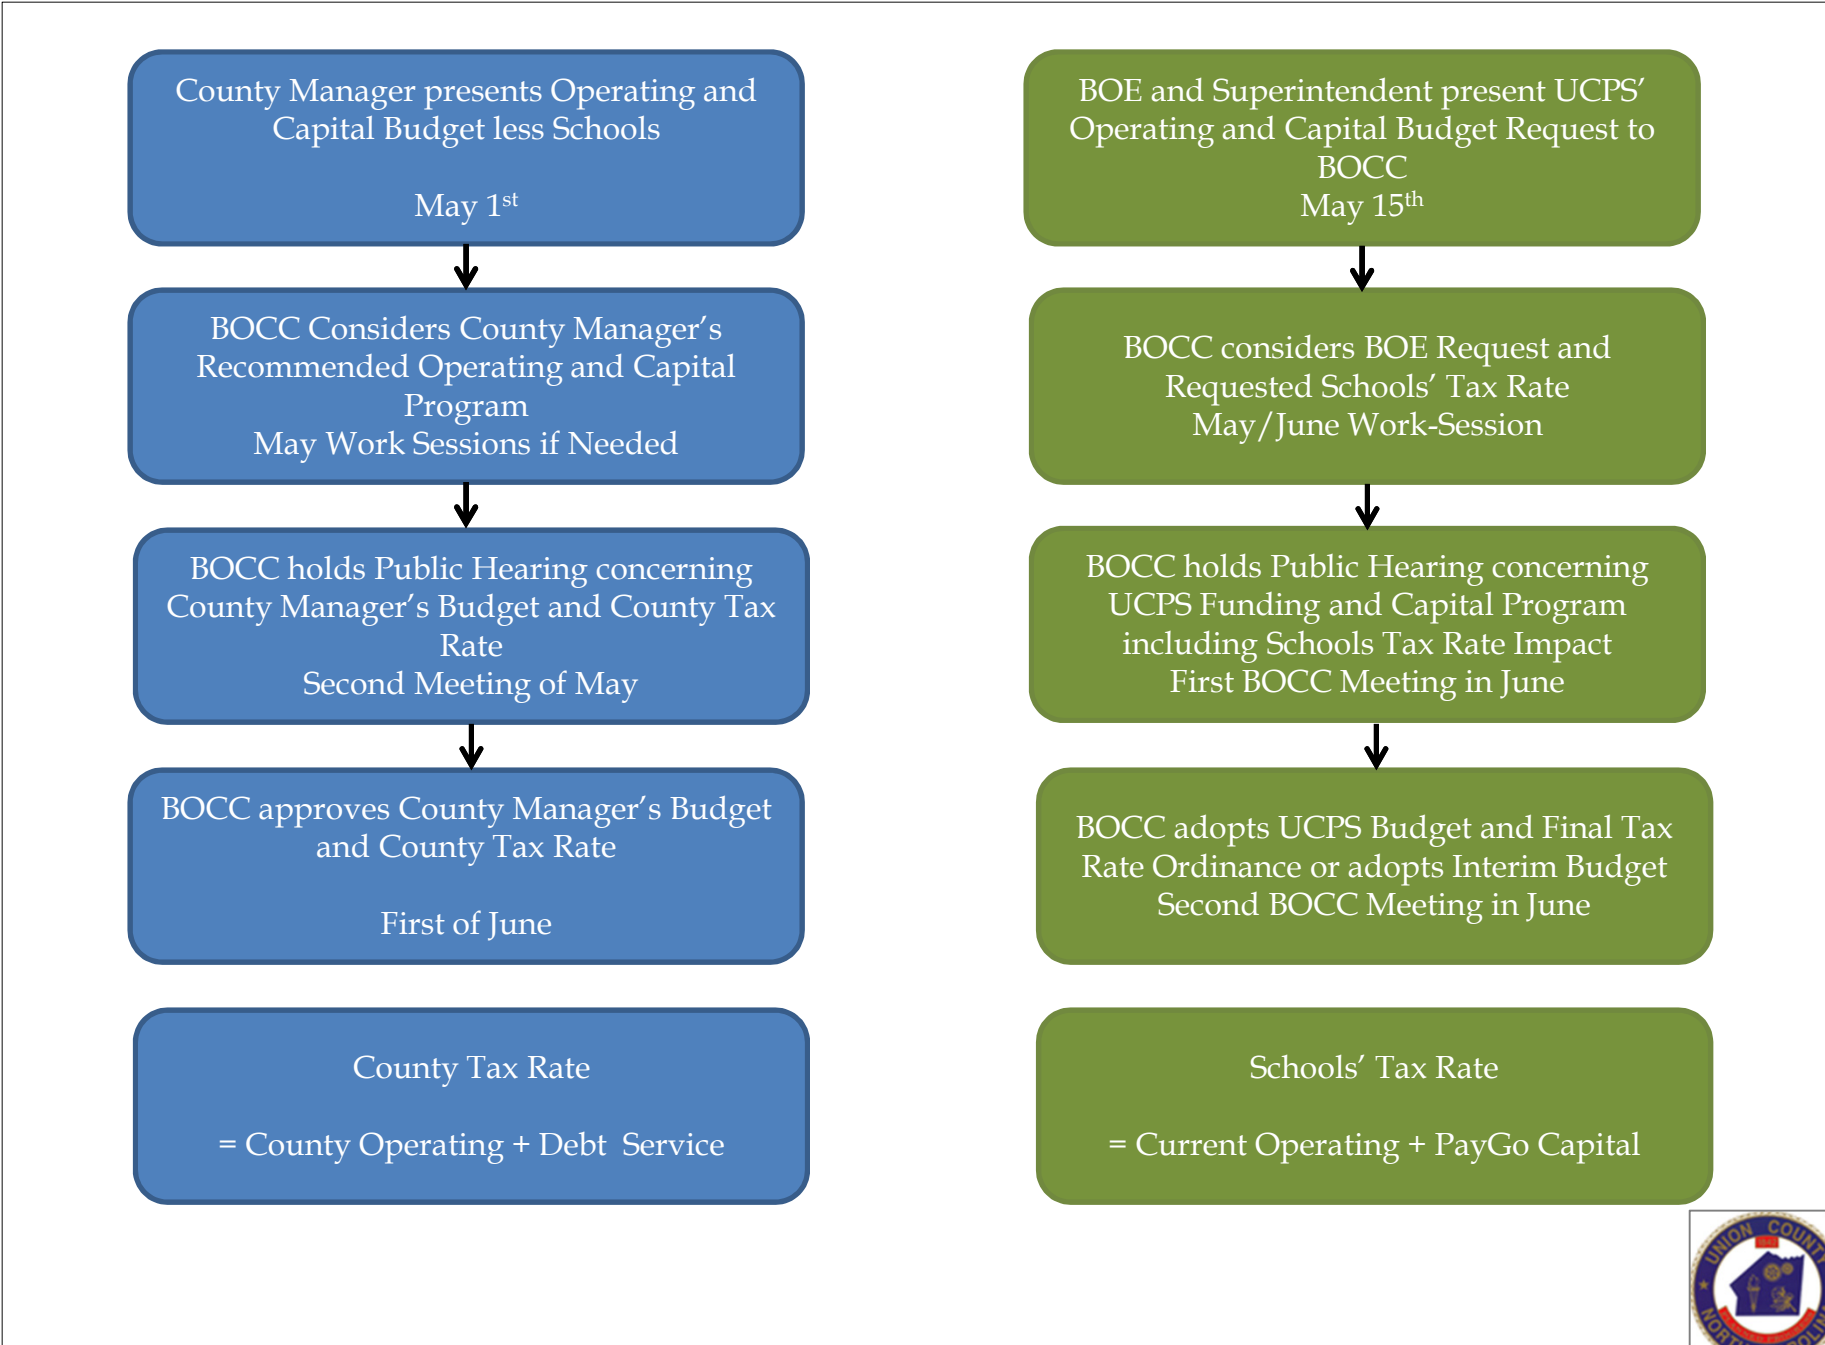 County Manager presents Operating and
Capital Budget less Schools
May 1st
BOCC Considers County Manager’s
Recommended Operating and Capital
Program
May Work Sessions if Needed
BOCC holds Public Hearing concerning
County Manager’s Budget and County Tax
Rate
Second Meeting of May
BOCC approves County Manager’s Budget
and County Tax Rate
First of June
County Tax Rate
= County Operating + Debt  Service
BOE and Superintendent present UCPS’
Operating and Capital Budget Request to
BOCC
May 15th
BOCC considers BOE Request and
Requested Schools’ Tax Rate
May/June Work-Session
BOCC holds Public Hearing concerning
UCPS Funding and Capital Program
including Schools Tax Rate Impact
First BOCC Meeting in June
BOCC adopts UCPS Budget and Final Tax
Rate Ordinance or adopts Interim Budget
Second BOCC Meeting in June
Schools’ Tax Rate
= Current Operating + PayGo Capital
UNION COUNTY